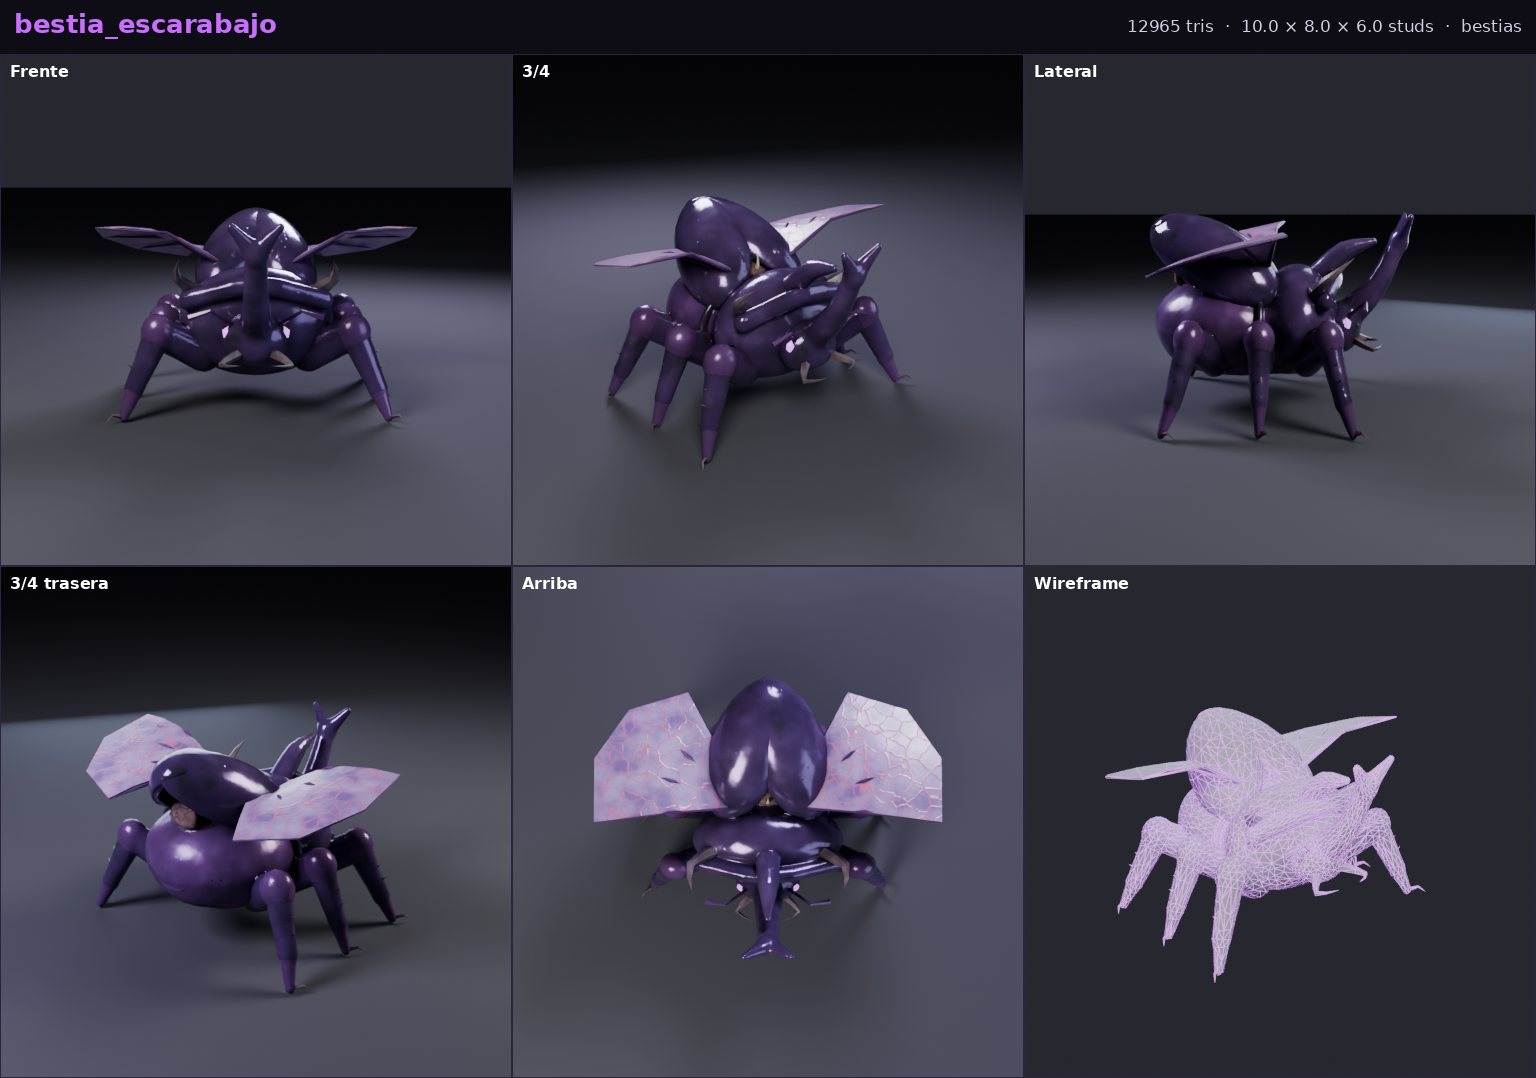 bestia_escarabajo
12965 tris · 10.0 × 8.0 × 6.0 studs · bestias
Frente
3/4
Lateral
3/4 trasera
Arriba
Wireframe